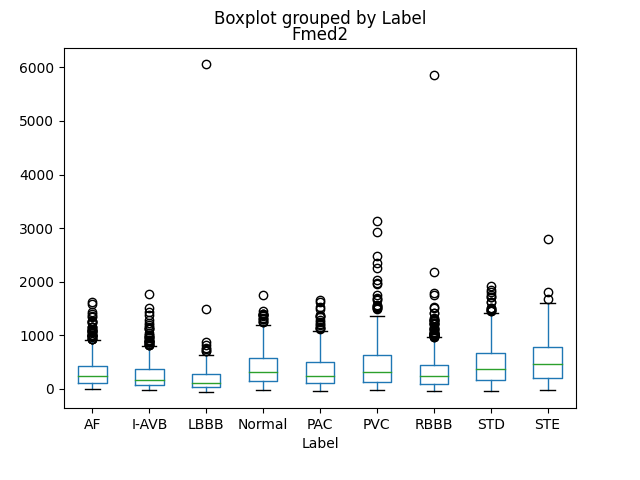 Boxplot grouped by Label
Fmed2
6000
5000
4000
3000
2000
1000
0
AF I-AVB LBBB Normal PAC PVC RBBB STD STE
Label